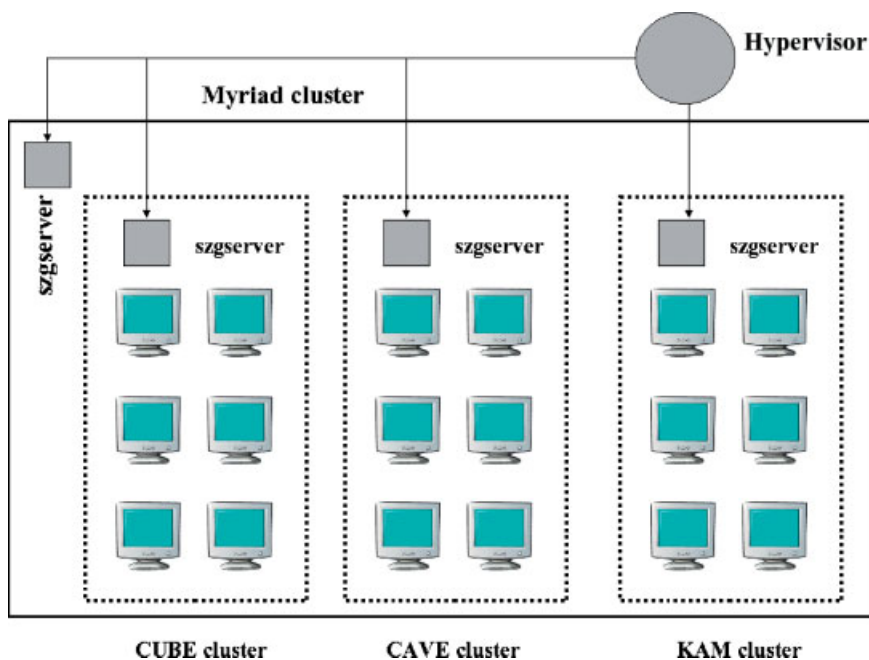 Hypervisor
Myriad cluster
szgserver
szgserver
szgserver
szgserver
CUBE cluster
CAVE cluster
KAM cluster